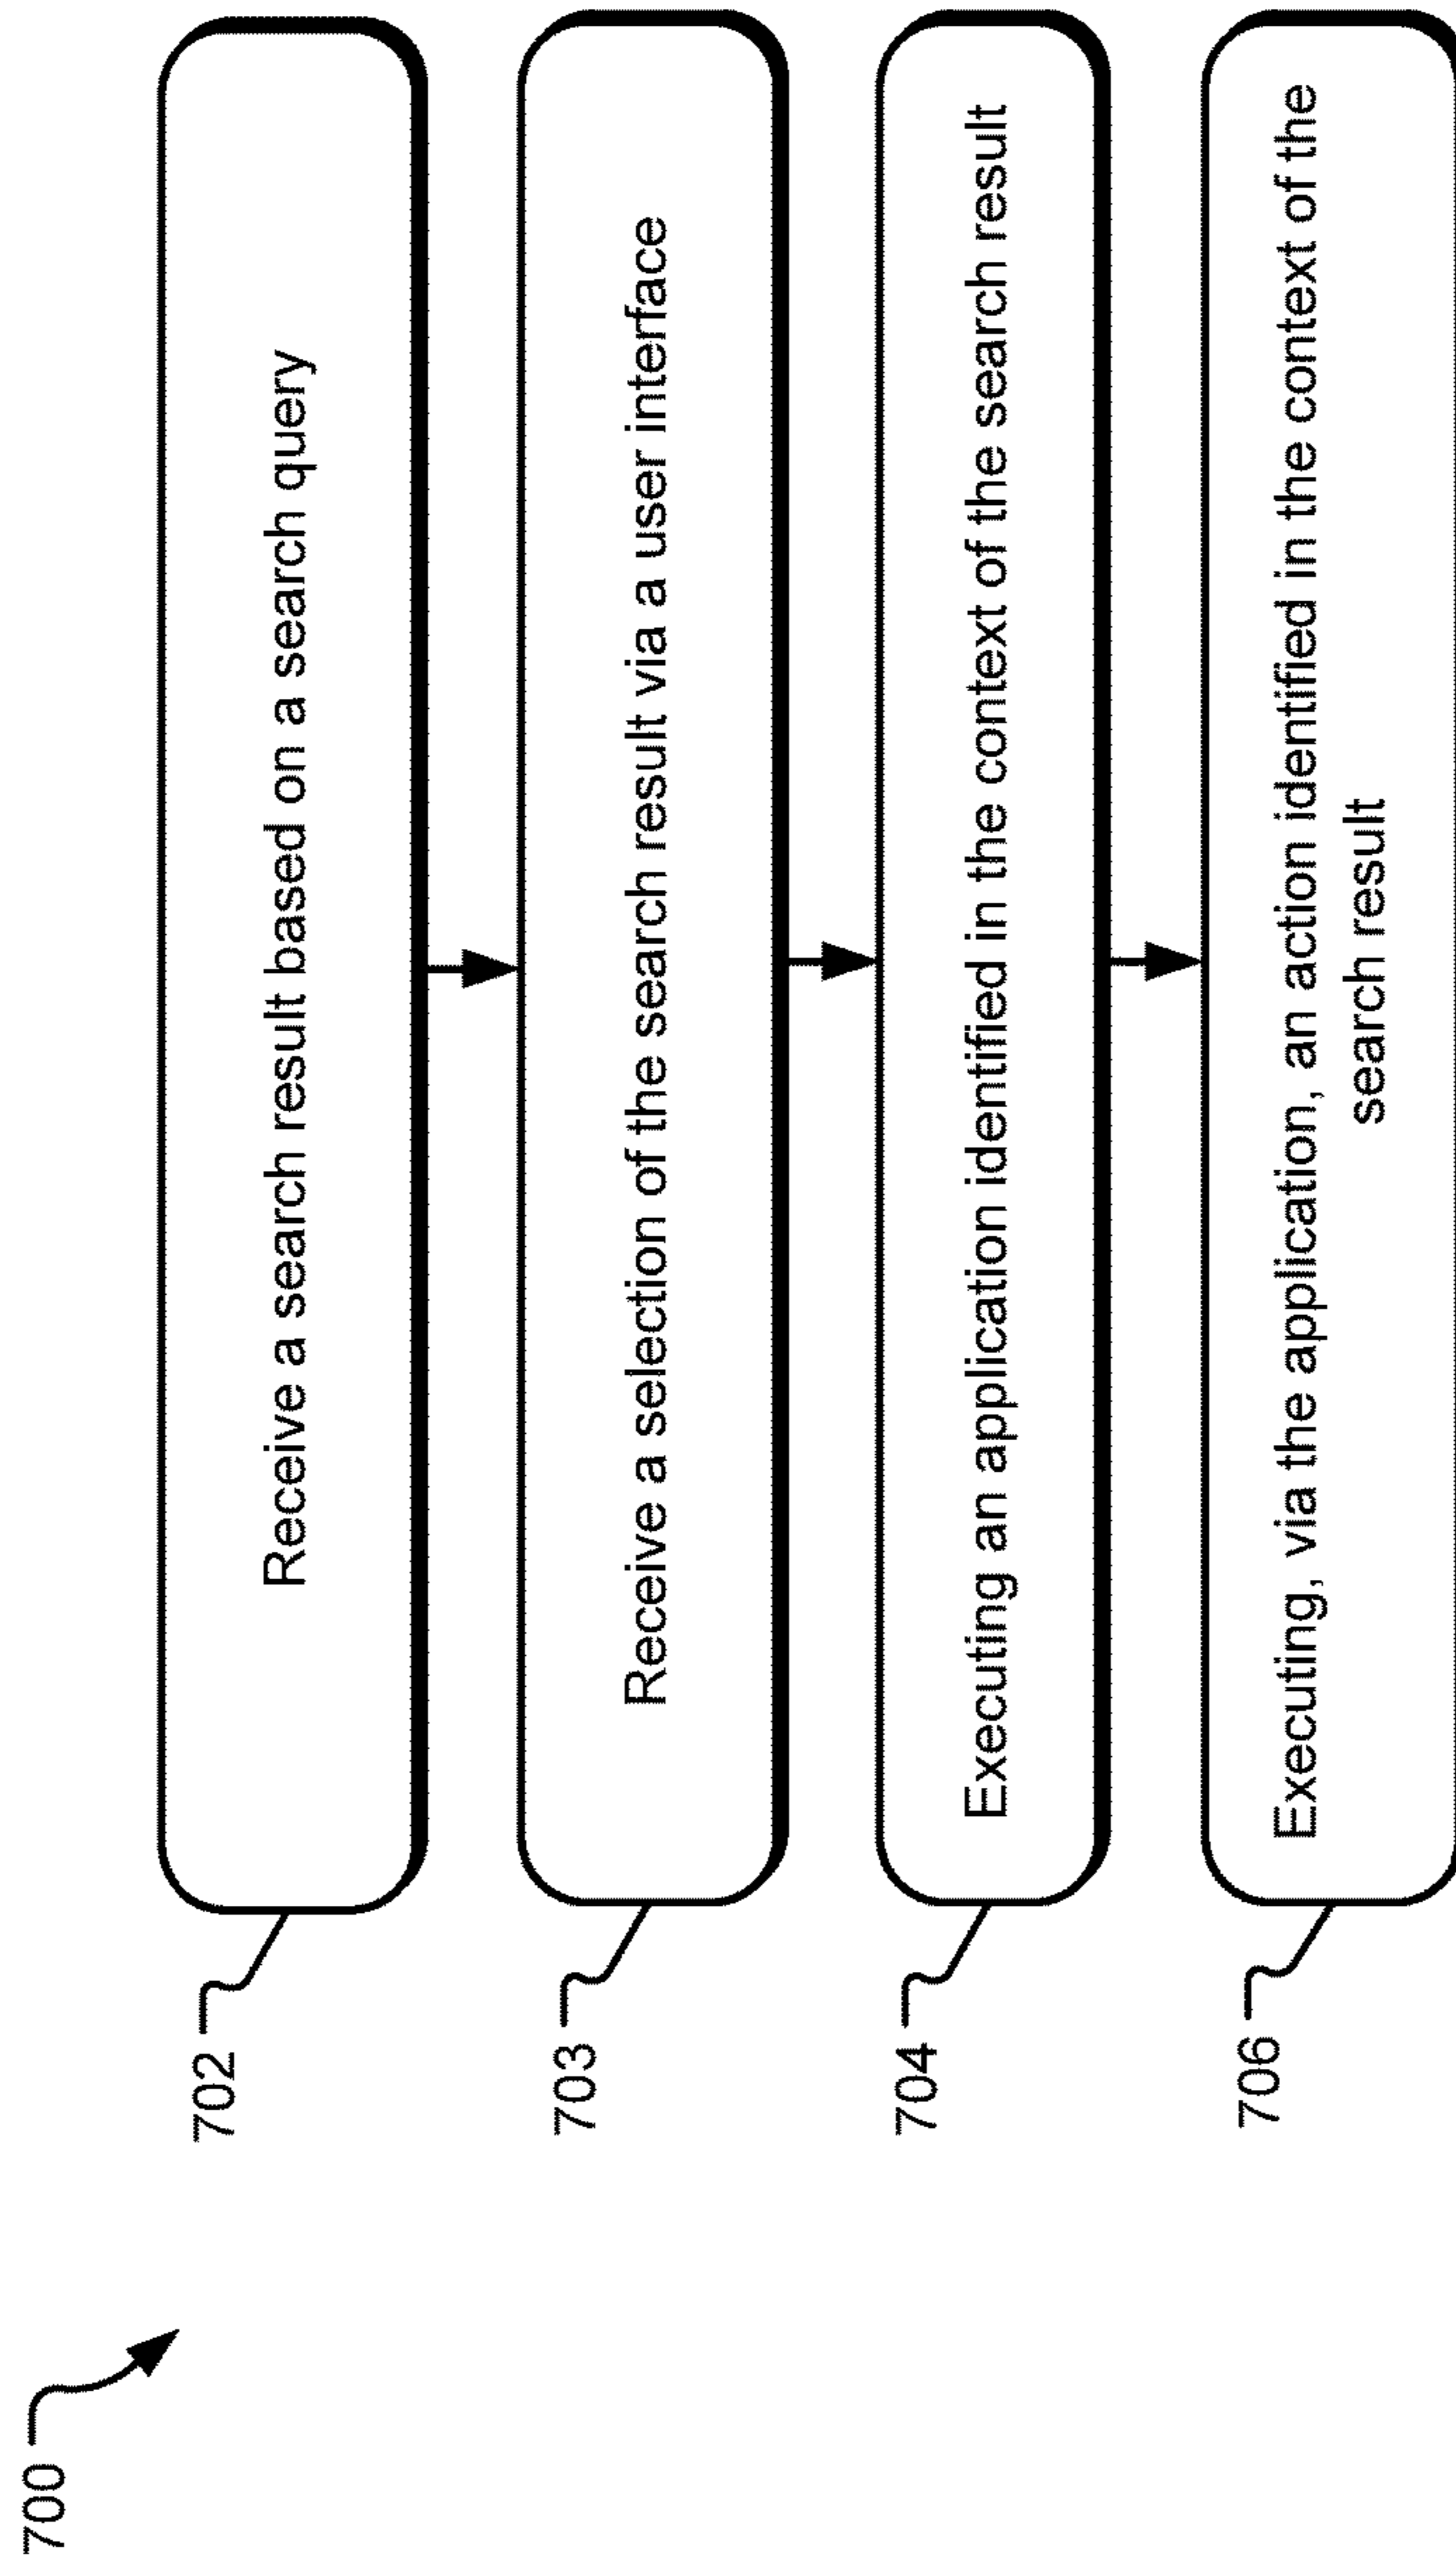 700
702
Receive a search result based on a search query
703
Receive a selection of the search result via a user interface
704
Executing an application identified in the context of the search result
706
Executing, via the application, an action identified in the context of the
search result